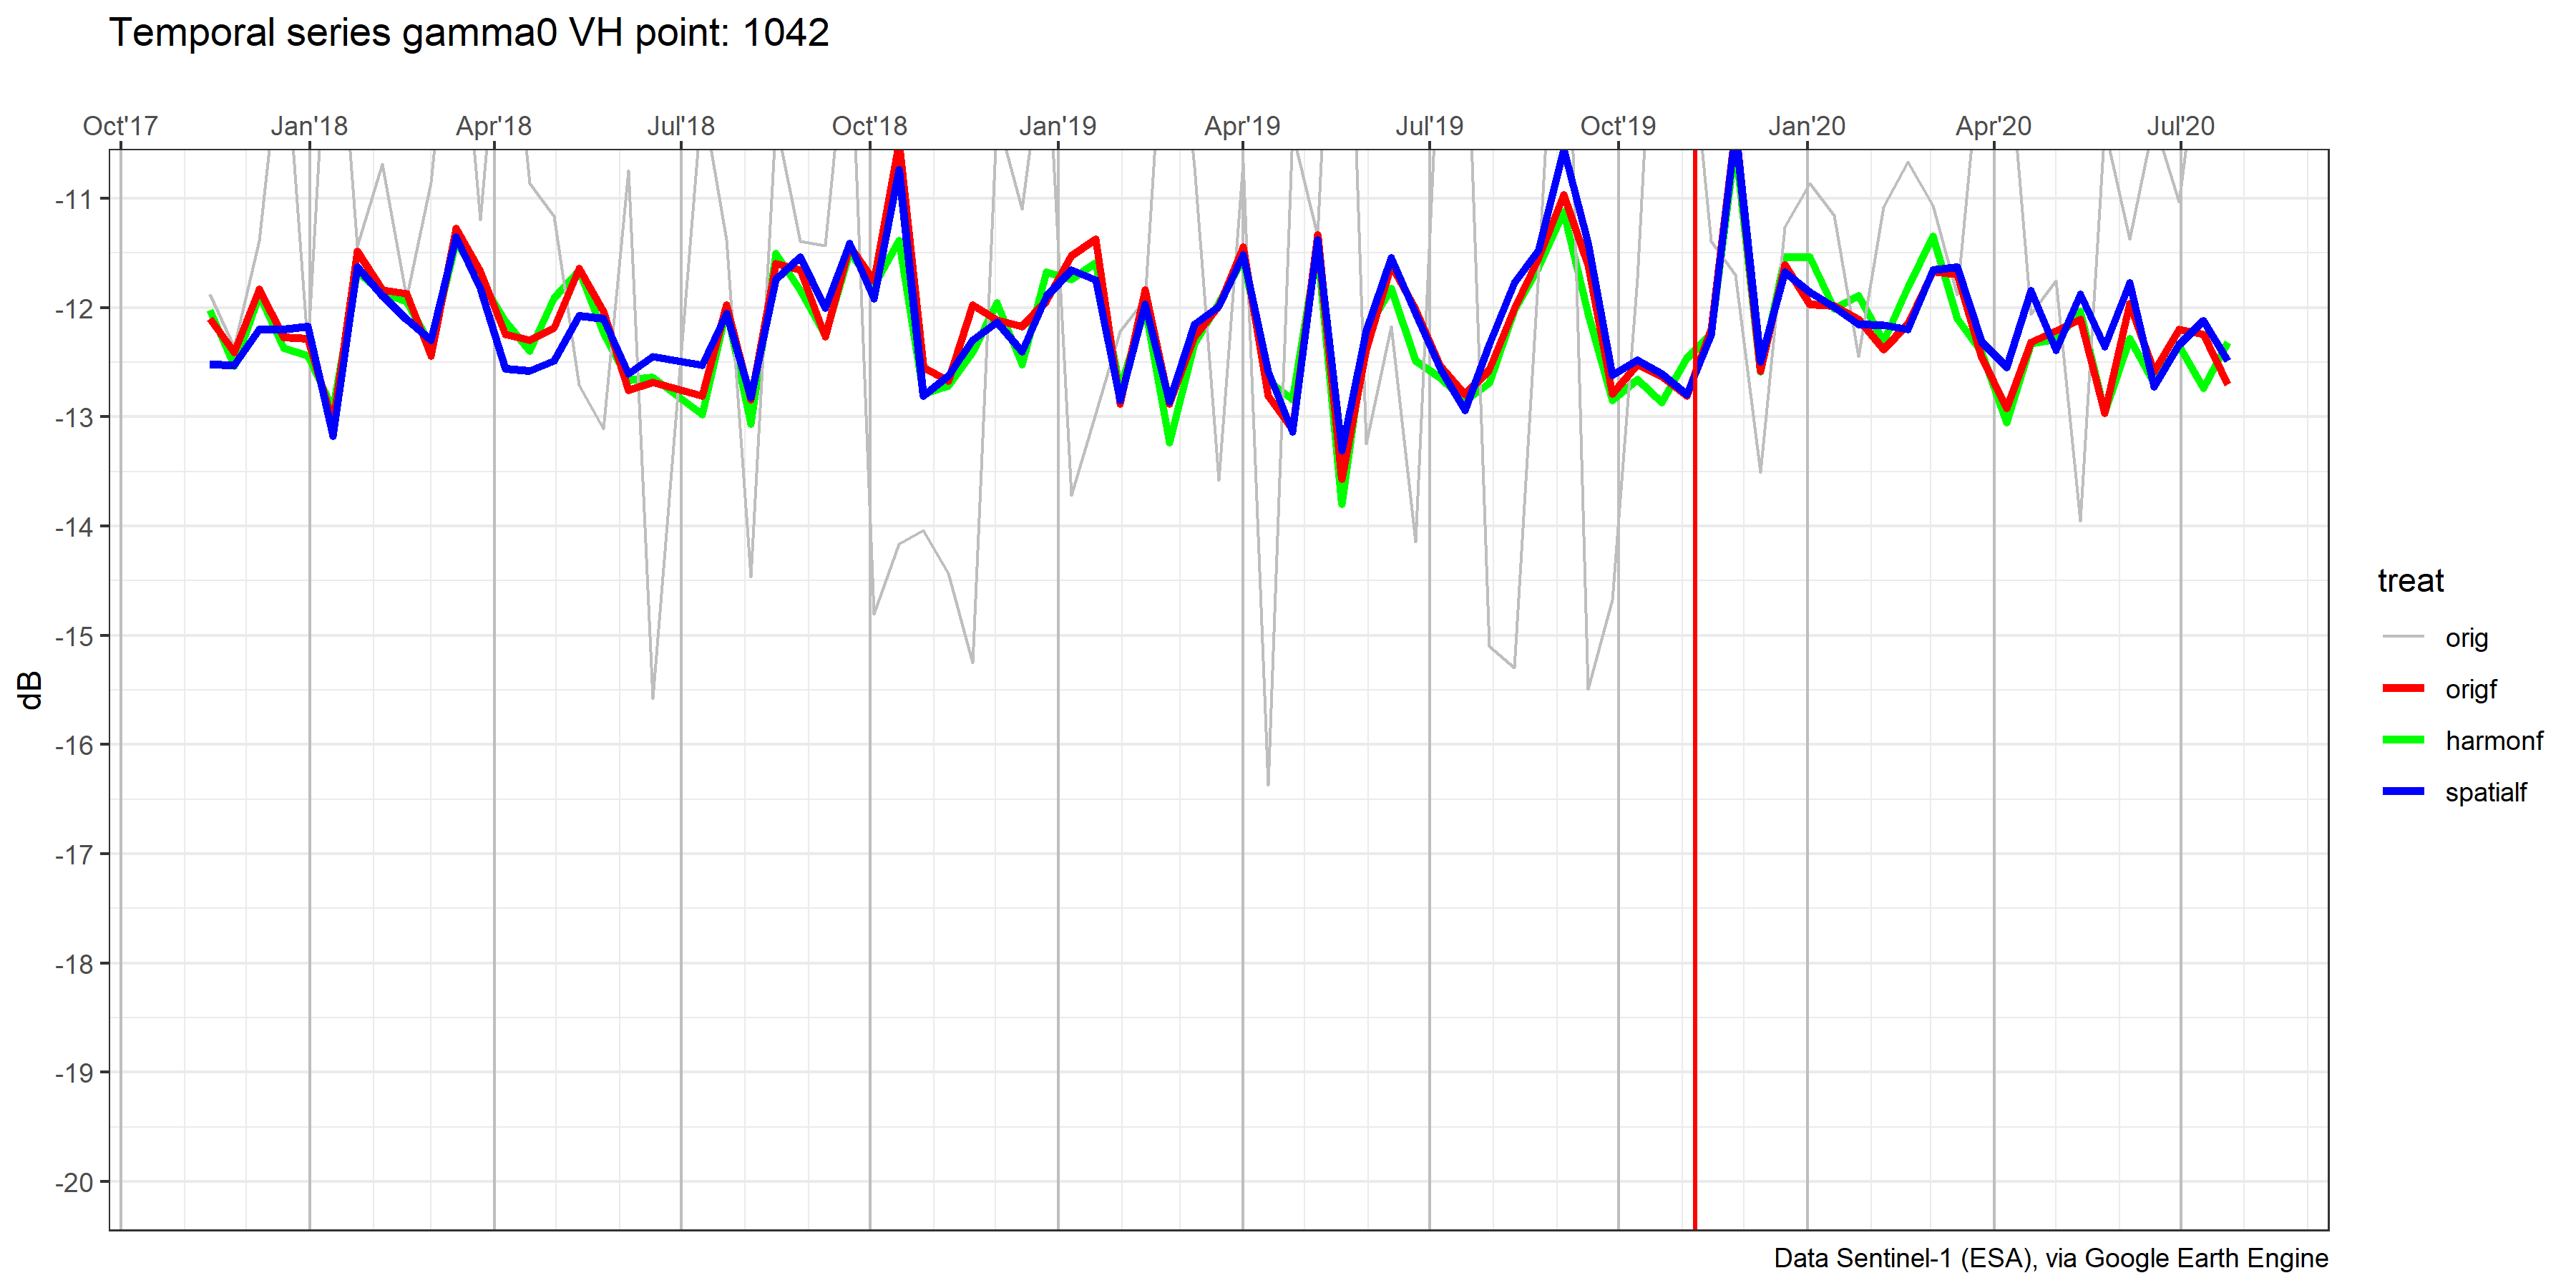 Temporal series gamma0 VH point: 1042
Oct'17 Jan'18 Apr'18 Jul'18 Oct'18 Jan'19 Apr'19 Jul'19 Oct'19 Jan'20 Apr'20 Jul'20
-11
-12
-13
-14
-15
-16
-17
-18
-19
-20
dB
treat
orig
origf
harmonf
spatialf
Data Sentinel-1 (ESA), via Google Earth Engine